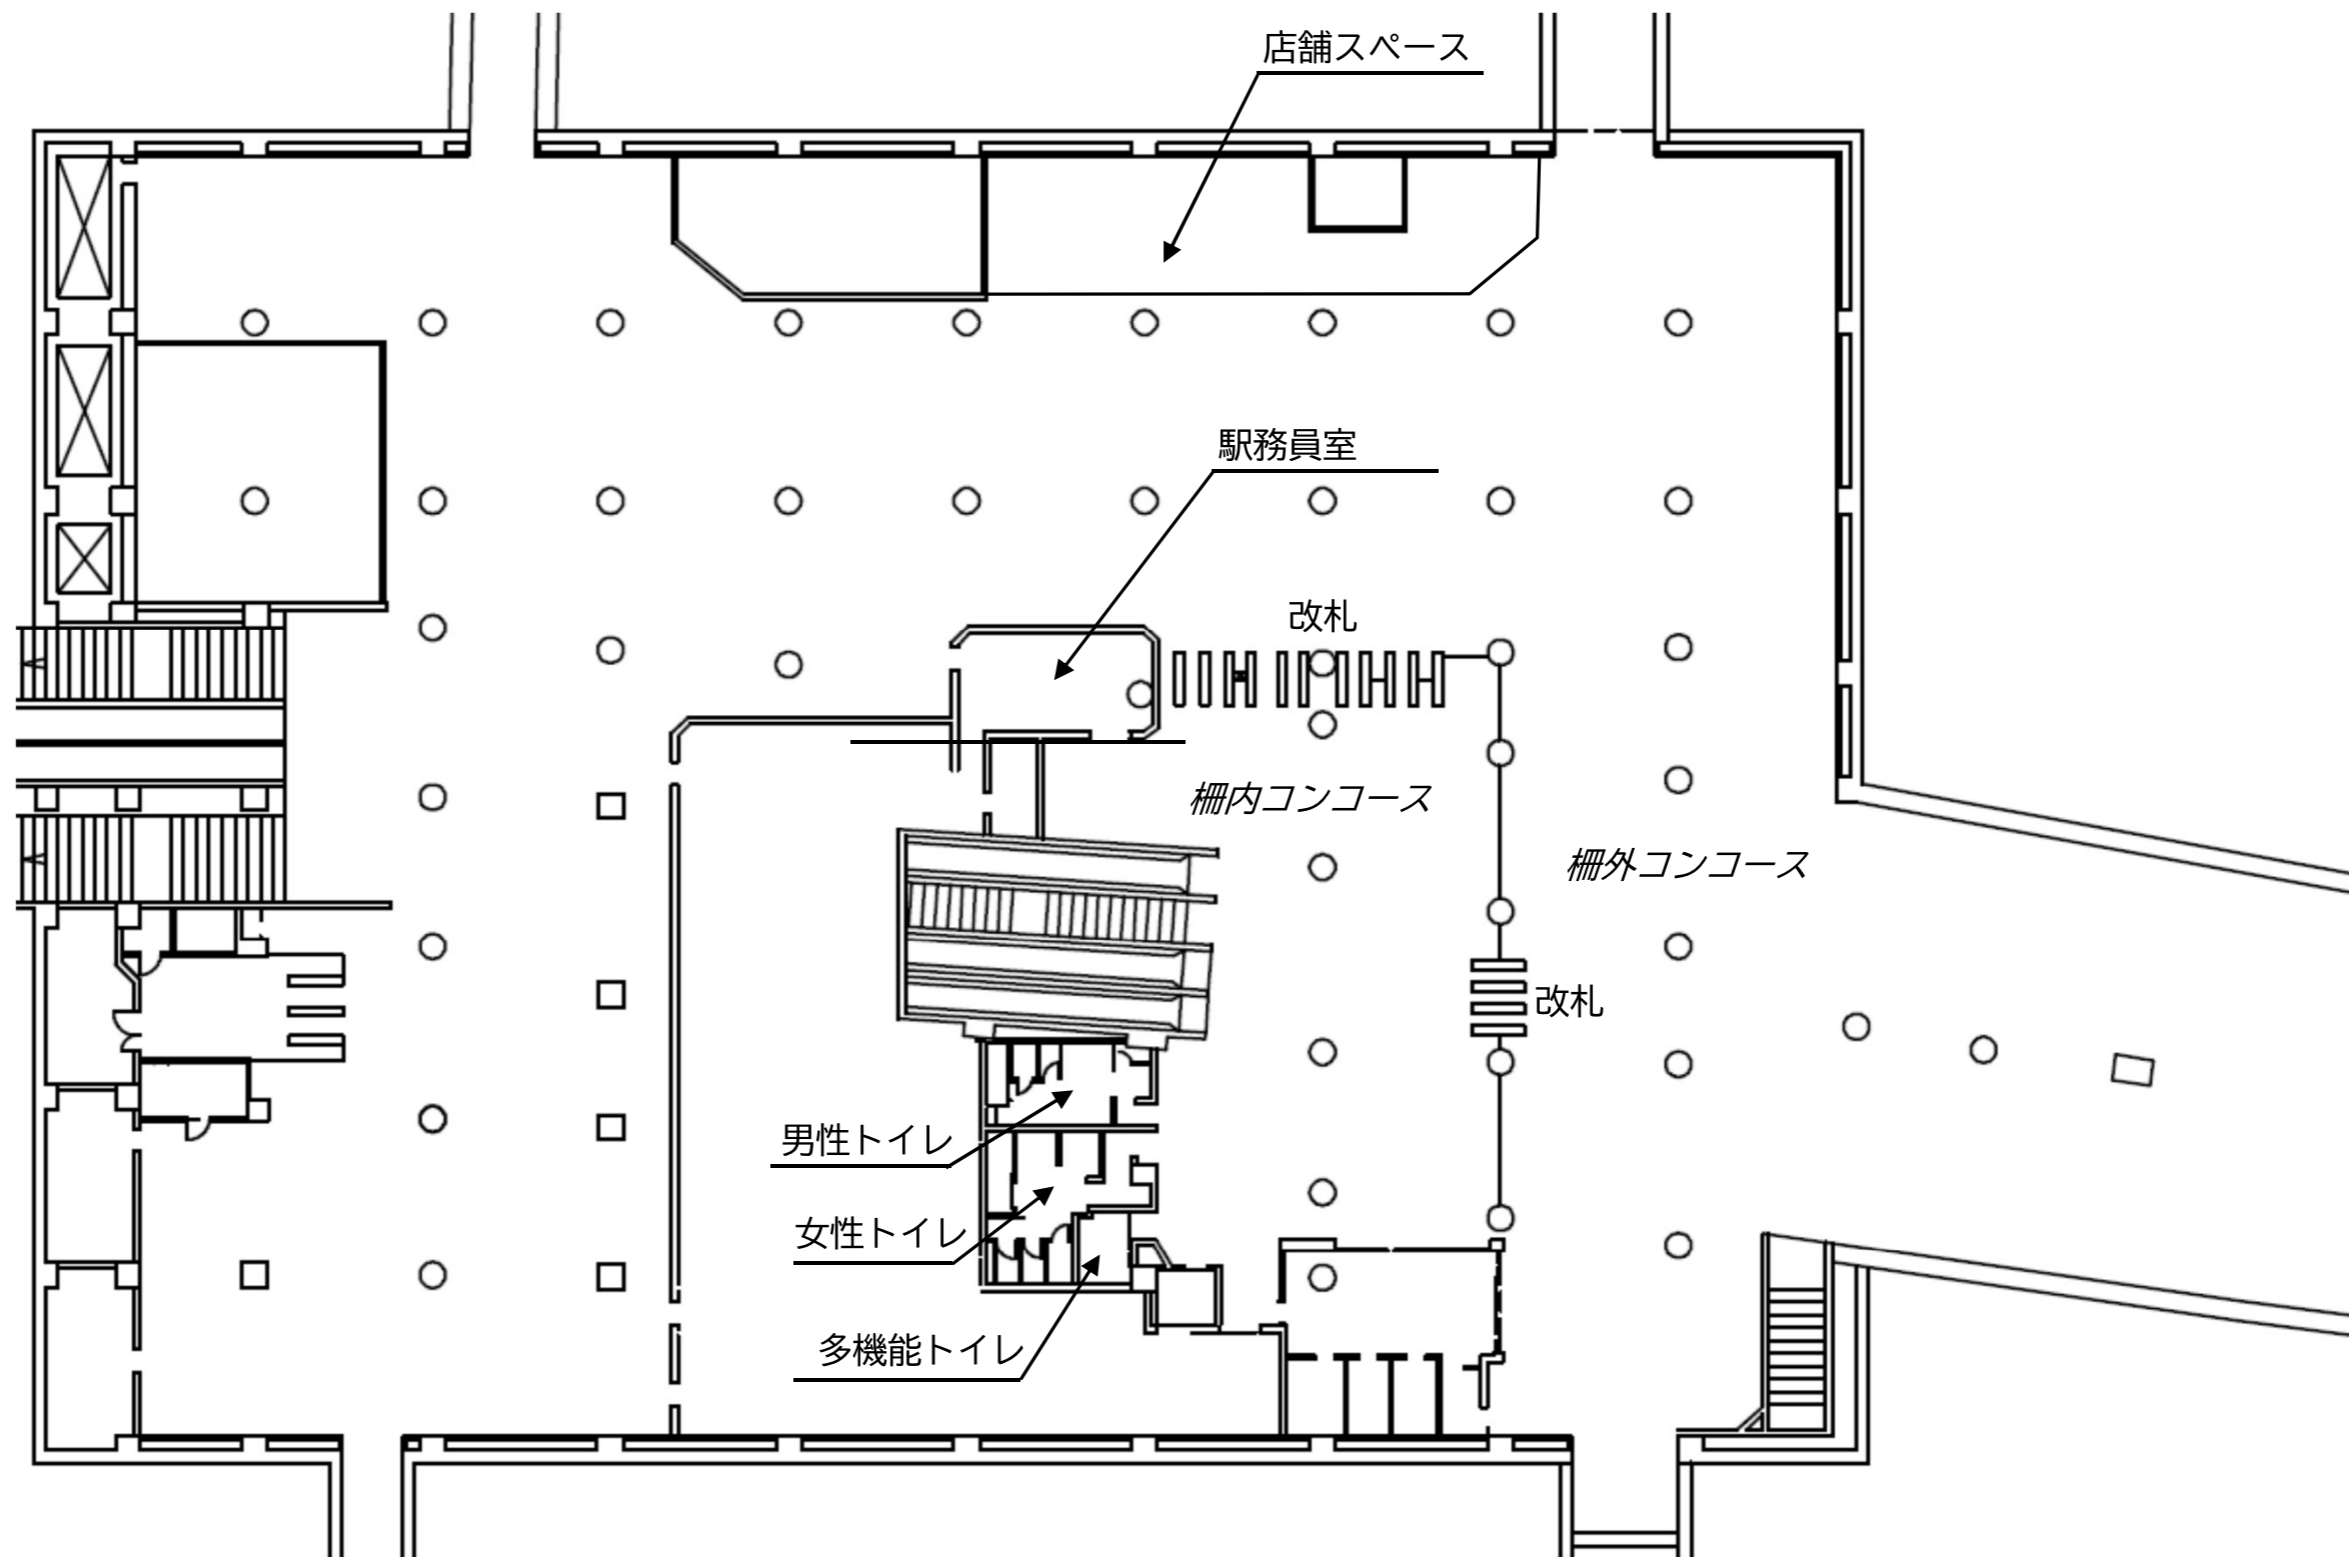 店舗スペース
駅務員室
改札
柵内コンコース
柵外コンコース
改札
男性トイレ
女性トイレ
多機能トイレ